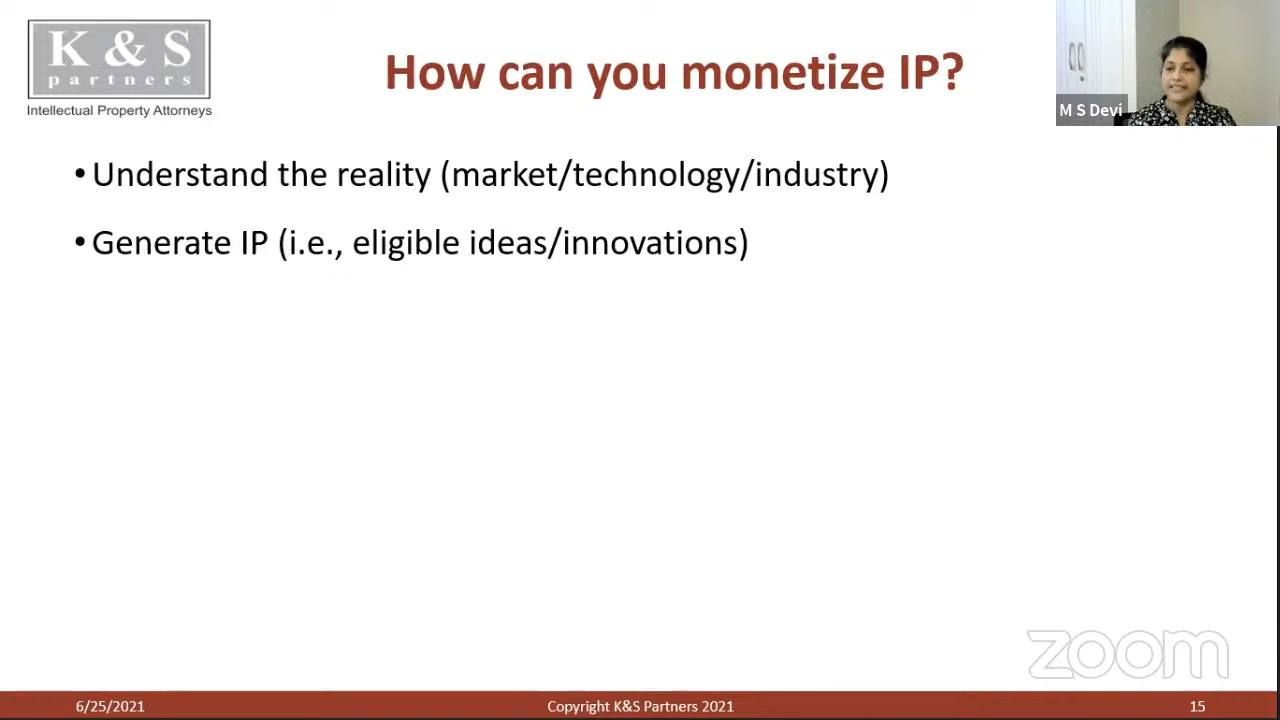 K & S
partners
Intellectual Property Attorneys
How can you monetize IP?
M S Devi
• Understand the reality (market/technology/industry)
• Generate IP (i.e., eligible ideas/innovations)
zoom
6/25/2021
Copyright K&S Partners 2021
15